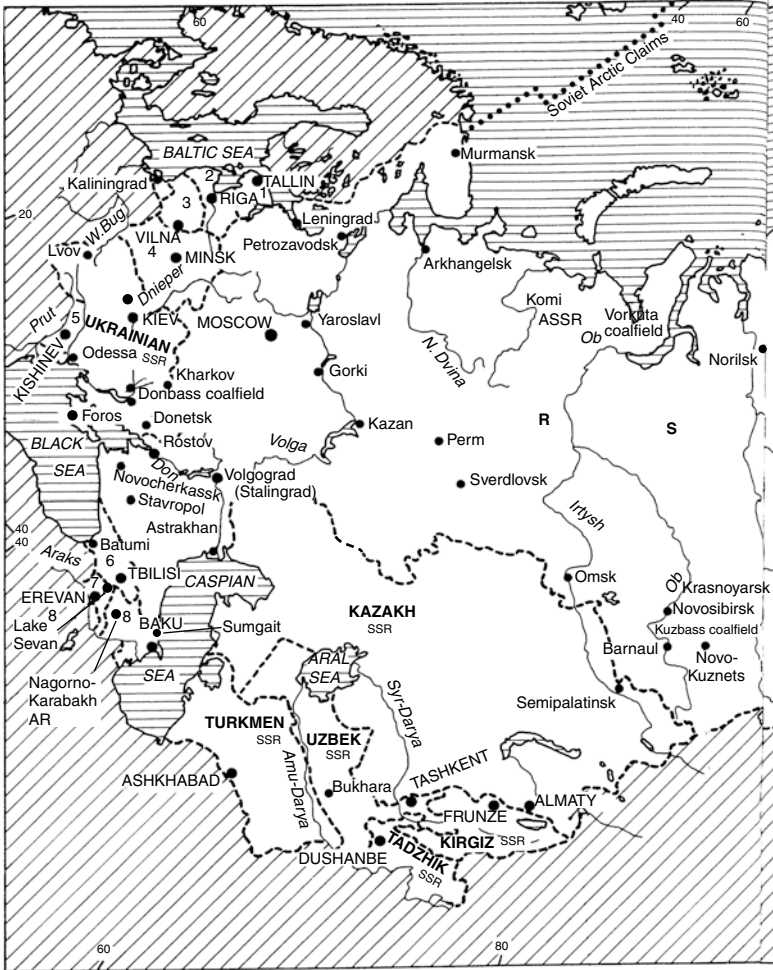 60
40
60
Soviet Arctic Claims
BALTIC SEA
Murmansk
Kaliningrad
2
TALLIN
1
RIGA
3
20
W.Bug
VILNA
4
Leningrad
Petrozavodsk
Lvov
MINSK
Arkhangelsk
Dnieper
Komi
ASSR
Vorkuta
coalfield
Ob
Prut
5
KIEV
UKRAINIAN
SSR
MOSCOW
Yaroslavl
N. Dvina
Norilsk
KISHINEV
Odessa
Kharkov
Gorki
Donbass coalfield
Foros
Donetsk
Kazan
R
S
BLACK
SEA
Rostov
Volga
Perm
Don
Novocherkassk
Volgograd
(Stalingrad)
Sverdlovsk
Stavropol
Irtysh
Astrakhan
40
40
Araks
Batumi
6
TBILISI
CASPIAN
Omsk
Ob
Krasnoyarsk
7
EREVAN
8
Lake
Sevan
8
BAKU
Sumgait
KAZAKH
SSR
Novosibirsk
Kuzbass coalfield
Barnaul
Novo-
Kuznets
SEA
ARAL
SEA
Nagorno-
Karabakh
AR
Syr-Darya
Semipalatinsk
TURKMEN
SSR
UZBEK
SSR
Amu-Darya
TASHKENT
ASHKHABAD
Bukhara
FRUNZE
ALMATY
KIRGIZ SSR
DUSHANBE
TADZHIK
SSR
60
80